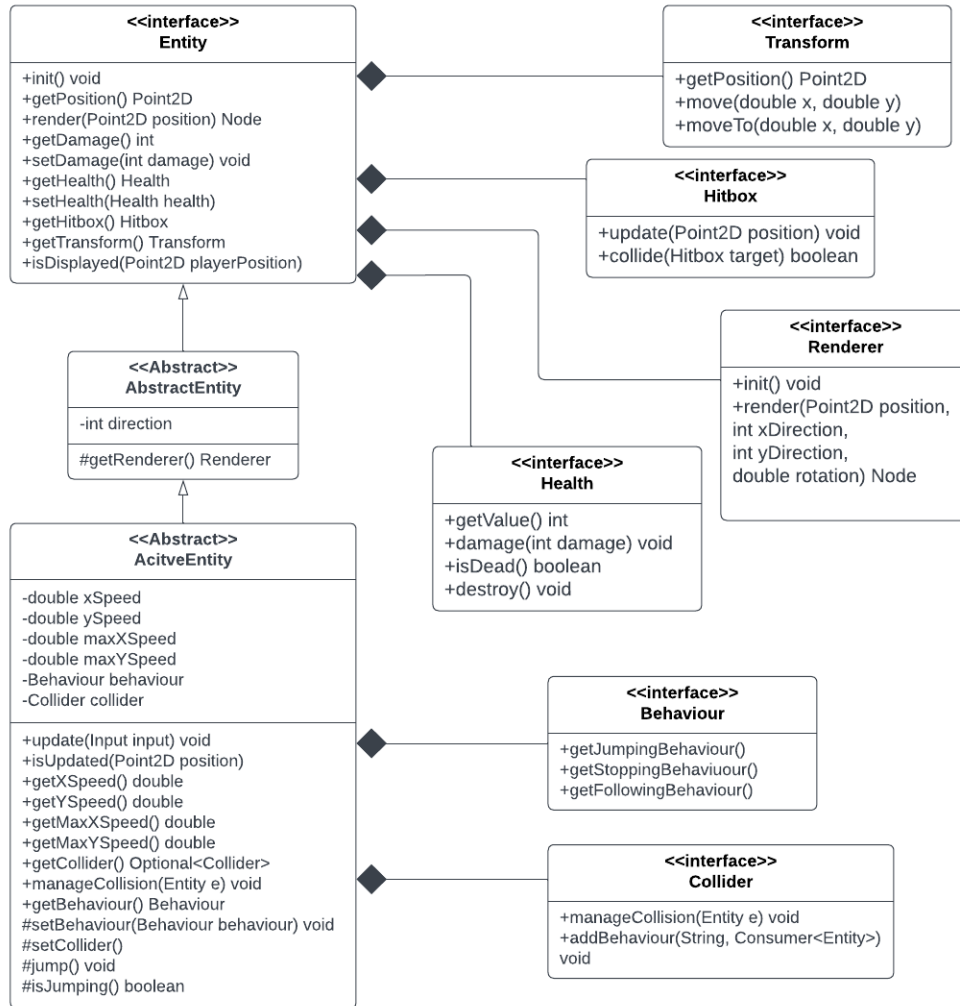 <<interface>>
Entity
+init() void
+getPosition() Point2D
+render(Point2D position) Node
+getDamage() int
+setDamage(int damage) void
+getHealth() Health
+setHealth(Health health)
+getHitbox() Hitbox
+getTransform() Transform
+isDisplayed(Point2D playerPosition)
<<interface>>
Transform
+getPosition() Point2D
+move(double x, double y)
+moveTo(double x, double y)
<<interface>>
Hitbox
+update(Point2D position) void
+collide(Hitbox target) boolean
<<interface>>
Renderer
+init() void
+render(Point2D position,
int xDirection,
int yDirection,
double rotation) Node
<<Abstract>>
AbstractEntity
-int direction
#getRenderer() Renderer
<<interface>>
Health
+getValue() int
+damage(int damage) void
+isDead() boolean
+destroy() void
<<Abstract>>
AcitveEntity
-double xSpeed
-double ySpeed
-double maxXSpeed
-double maxYSpeed
-Behaviour behaviour
-Collider collider
+update(Input input) void
+isUpdated(Point2D position)
+getXSpeed() double
+getYSpeed() double
+getMaxXSpeed() double
+getMaxYSpeed() double
+getCollider() Optional<Collider>
+manageCollision(Entity e) void
+getBehaviour() Behaviour
#setBehaviour(Behaviour behaviour) void
#setCollider()
#jump() void
#isJumping() boolean
<<interface>>
Behaviour
+getJumpingBehaviour()
+getStoppingBehaviuour()
+getFollowingBehaviour()
<<interface>>
Collider
+manageCollision(Entity e) void
+addBehaviour(String, Consumer<Entity>)
void